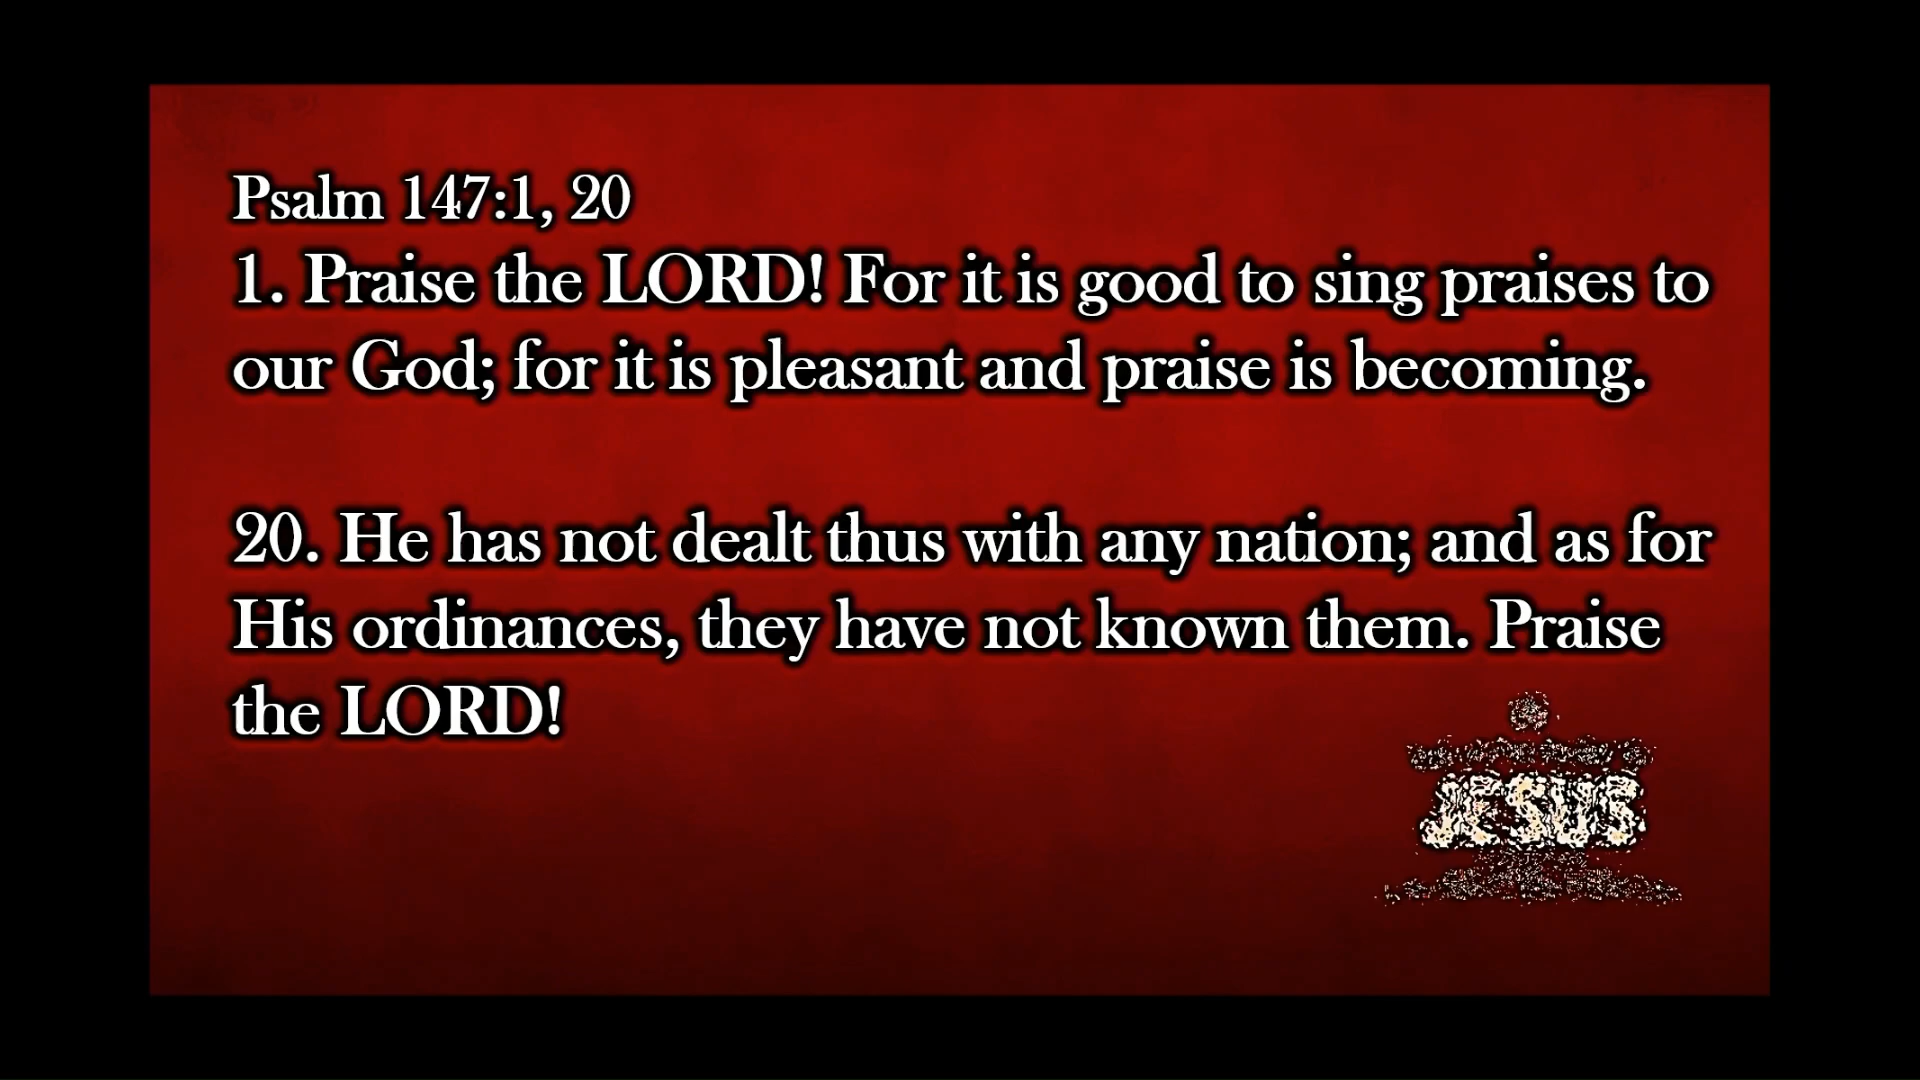 Psalm 147:1, 20
1. Praise the LORD! For it is good to sing praises to
our God; for it is pleasant and praise is becoming.
20. He has not dealt thus with any nation; and as for
His ordinances, they have not known them. Praise
the LORD!
JESUS